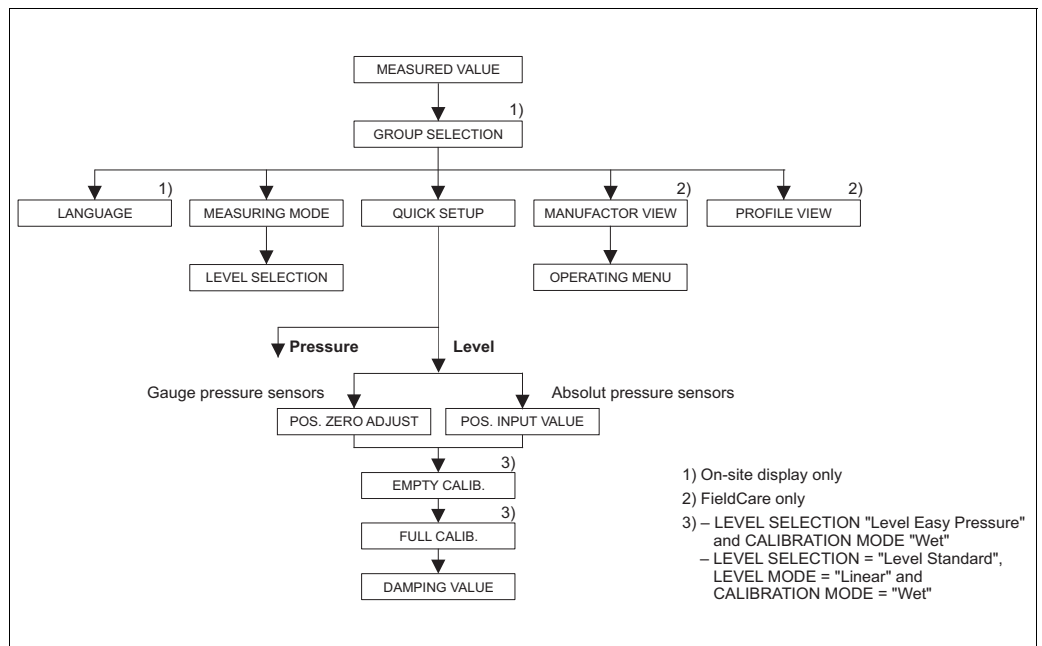 MEASURED VALUE
1)
GROUP SELECTION
1)
2)
2)
LANGUAGE
MEASURING MODE
QUICK SETUP
MANUFACTOR VIEW
PROFILE VIEW
LEVEL SELECTION
OPERATING MENU
Pressure
Level
Gauge pressure sensors
Absolut pressure sensors
POS. ZERO ADJUST
POS. INPUT VALUE
3)
EMPTY CALIB.
3)
FULL CALIB.
DAMPING VALUE
1) On-site display only
2) FieldCare only
3) – LEVEL SELECTION "Level Easy Pressure"
and CALIBRATION MODE "Wet"
– LEVEL SELECTION = "Level Standard",
LEVEL MODE = "Linear" and
CALIBRATION MODE = "Wet"